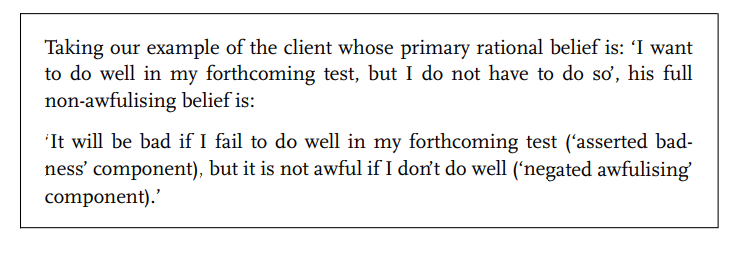 Taking our example of the client whose primary rational belief is: ‘I want
to do well in my forthcoming test, but I do not have to do so’, his full
non-awfulising belief is:
‘It will be bad if I fail to do well in my forthcoming test (‘asserted bad-
ness’ component), but it is not awful if I don’t do well (‘negated awfulising’
component).’